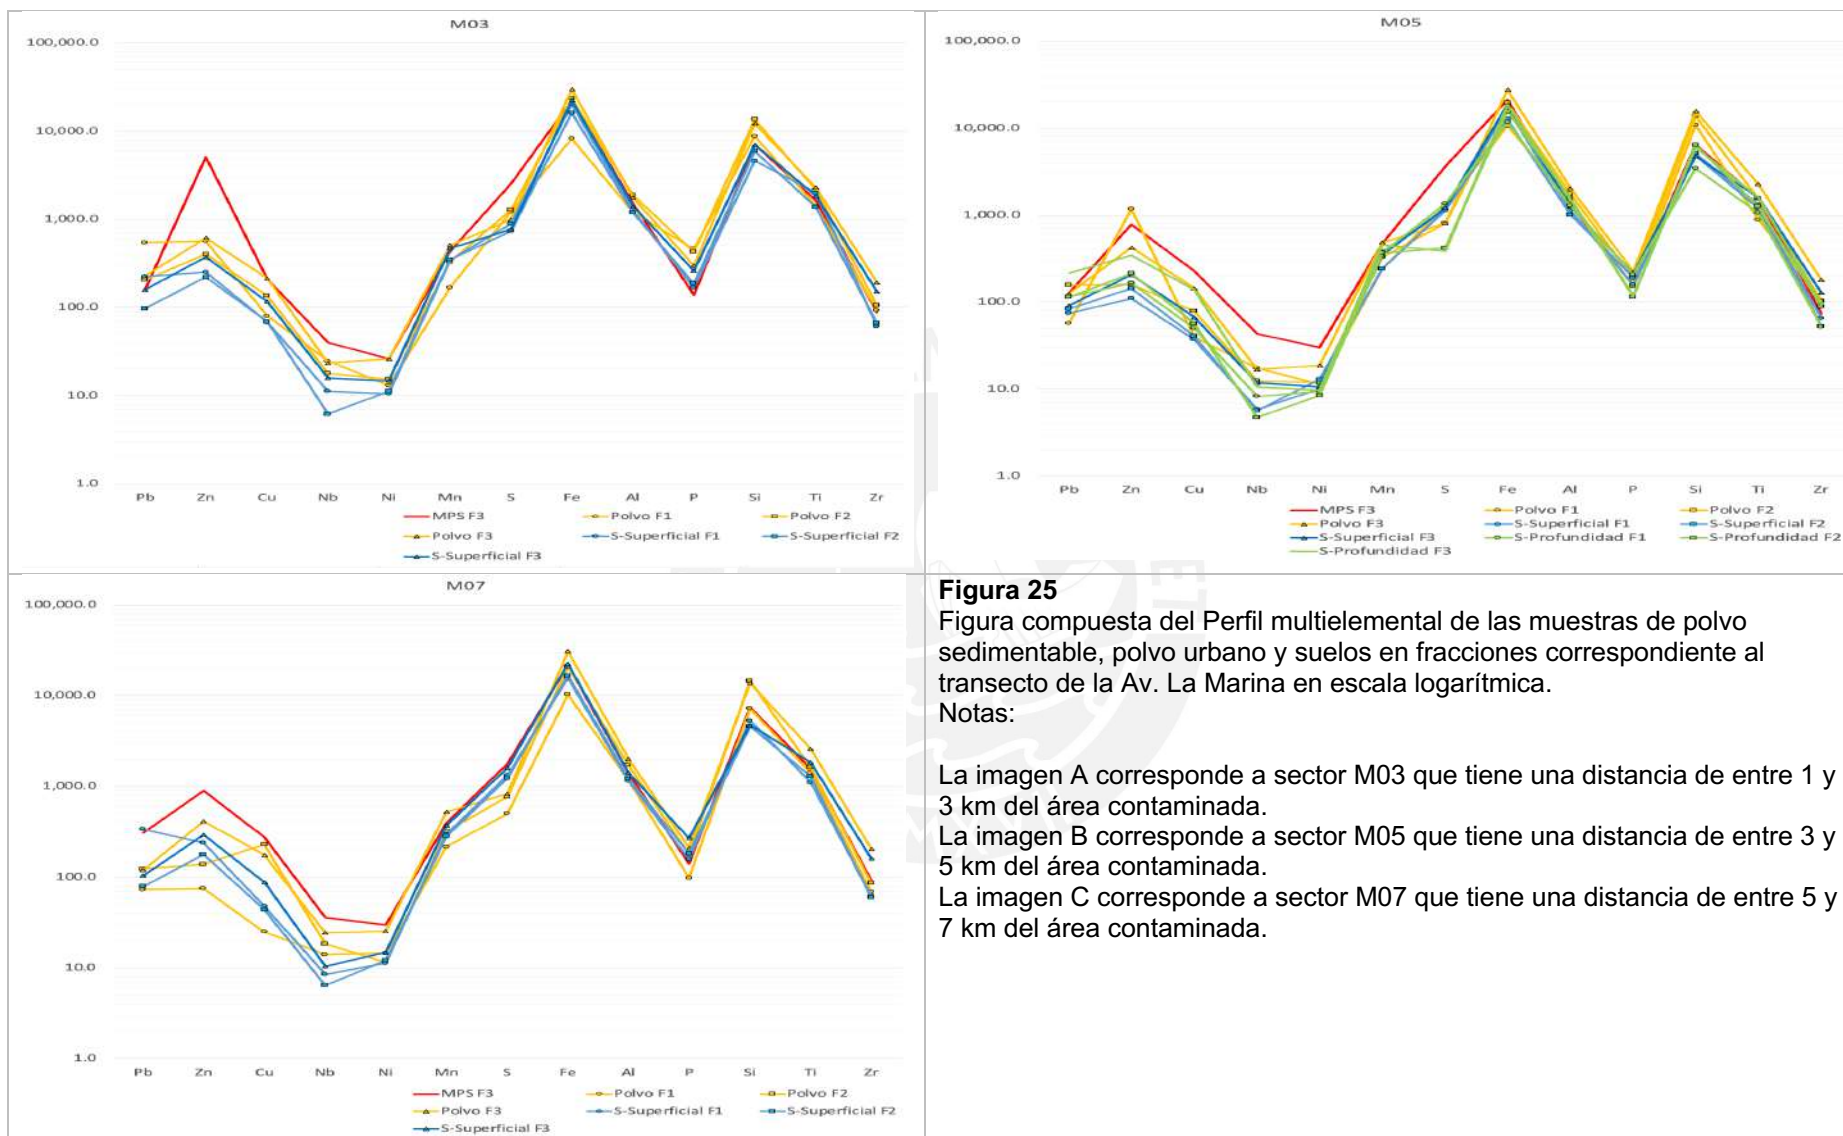 M03
100,000.0
10,000.0
1,000.0
100.0
10.0
1.0
Pb Zn Cu Nb Ni Mn S Fe Al P Si Ti Zr
MPS F3 Polvo F1 Polvo F2
Polvo F3 S-Superficial F1 S-Superficial F2
S-Superficial F3
M05
100,000.0
10,000.0
1,000.0
100.0
10.0
1.0
Pb Zn Cu Nb Ni Mn S Fe Al P Si Ti Zr
MPS F3 Polvo F1 Polvo F2
Polvo F3 S-Superficial F1 S-Superficial F2
S-Superficial F3 S-Profundidad F1 S-Profundidad F2
S-Profundidad F3
M07
100,000.0
10,000.0
1,000.0
100.0
10.0
1.0
Pb Zn Cu Nb Ni Mn S Fe Al P Si Ti Zr
MPS F3 Polvo F1 Polvo F2
Polvo F3 S-Superficial F1 S-Superficial F2
S-Superficial F3
Figura 25
Figura compuesta del Perfil multielemental de las muestras de polvo
sedimentable, polvo urbano y suelos en fracciones correspondiente al
transecto de la Av. La Marina en escala logarítmica.
Notas:
La imagen A corresponde a sector M03 que tiene una distancia de entre 1 y
3 km del área contaminada.
La imagen B corresponde a sector M05 que tiene una distancia de entre 3 y
5 km del área contaminada.
La imagen C corresponde a sector M07 que tiene una distancia de entre 5 y
7 km del área contaminada.